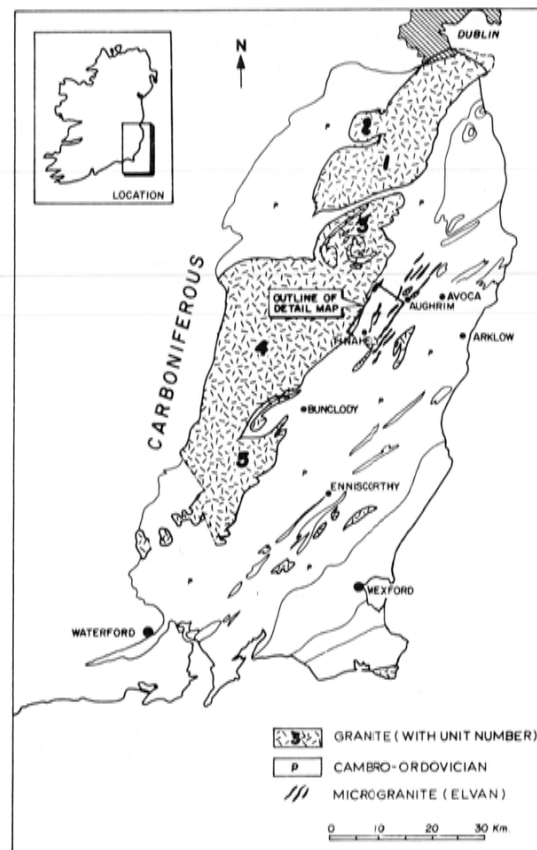 DUBLIN
N
LOCATION
P
2
1
P
P
3
CARBONIFEROUS
OUTLINE OF
DETAIL MAP
AVOCA
AUGHRIM
TINAHELY
ARKLOW
4
P
P
BUNCLODY
5
P
ENNISCORTHY
P
P
WEXFORD
WATERFORD
3 GRANITE (WITH UNIT NUMBER)
P CAMBRO-ORDOVICIAN
MICROGRANITE (ELVAN)
0 10 20 30 Km.